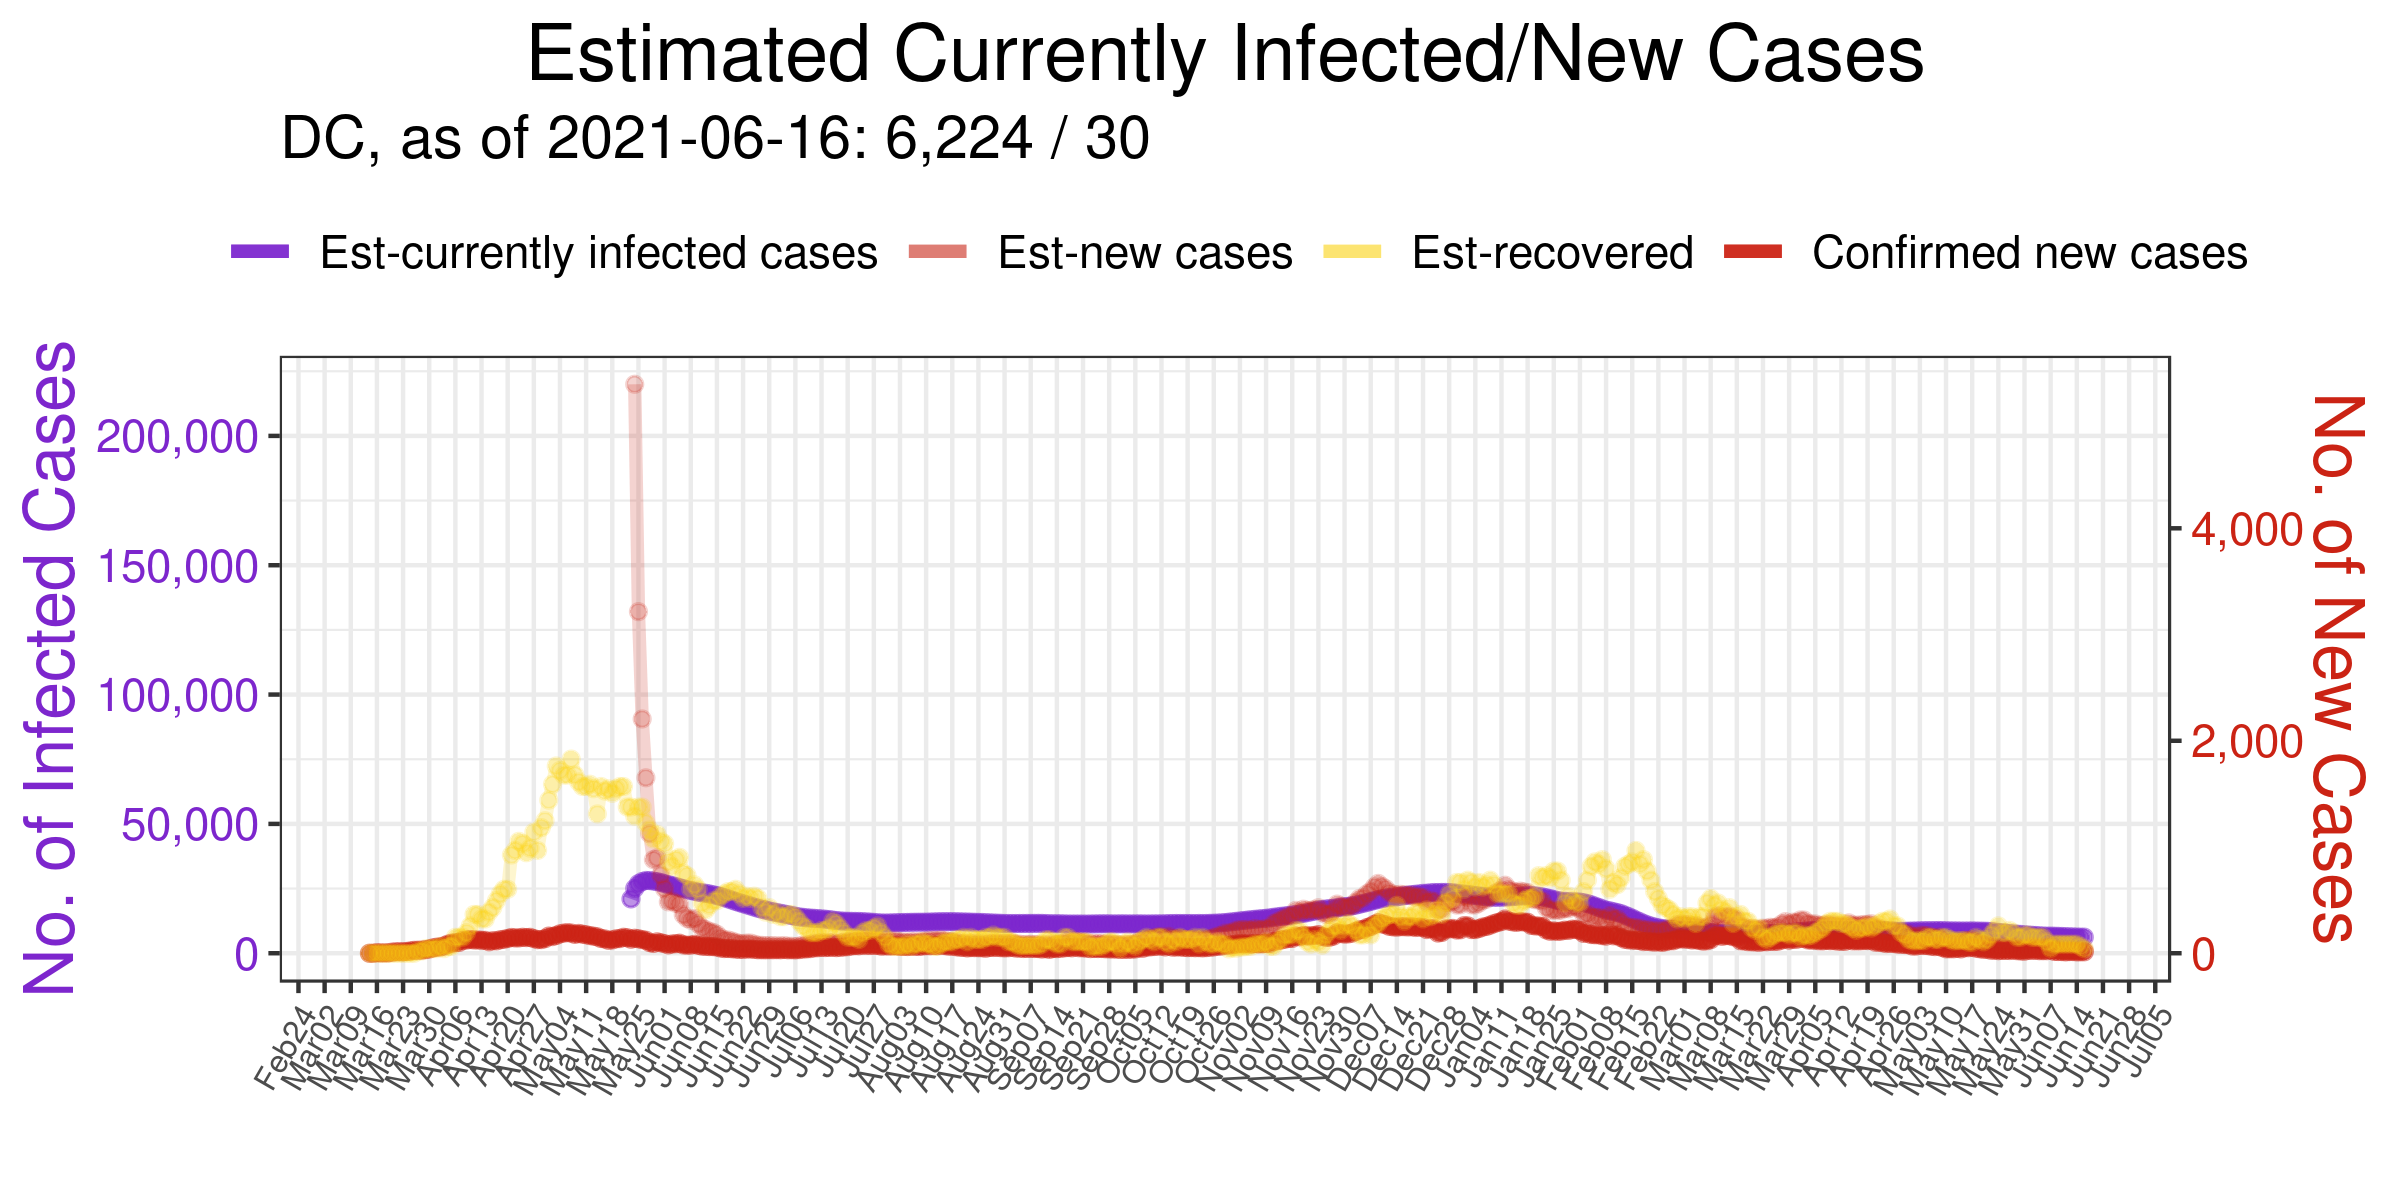 Estimated Currently Infected/New Cases
DC, as of 2021-06-16: 6,224 / 30
Est-currently infected cases Est-new cases Est-recovered Confirmed new cases
No. of Infected Cases
200,000
150,000
100,000
50,000
0
No. of New Cases
4,000
2,000
0
Feb24 Mar02 Mar09 Mar16 Mar23 Mar30 Apr06 Apr13 Apr20 Apr27 May04 May11 May18 May25 Jun01 Jun08 Jun15 Jun22 Jun29 Jul06 Jul13 Jul20 Jul27 Aug03 Aug10 Aug17 Aug24 Aug31 Sep07 Sep14 Sep21 Sep28 Oct05 Oct12 Oct19 Oct26 Nov02 Nov09 Nov16 Nov23 Nov30 Dec07 Dec14 Dec21 Dec28 Jan04 Jan11 Jan18 Jan25 Feb01 Feb08 Feb15 Feb22 Mar01 Mar08 Mar15 Mar22 Mar29 Apr05 Apr12 Apr19 Apr26 May03 May10 May17 May24 May31 Jun07 Jun14 Jun21 Jun28 Jul05